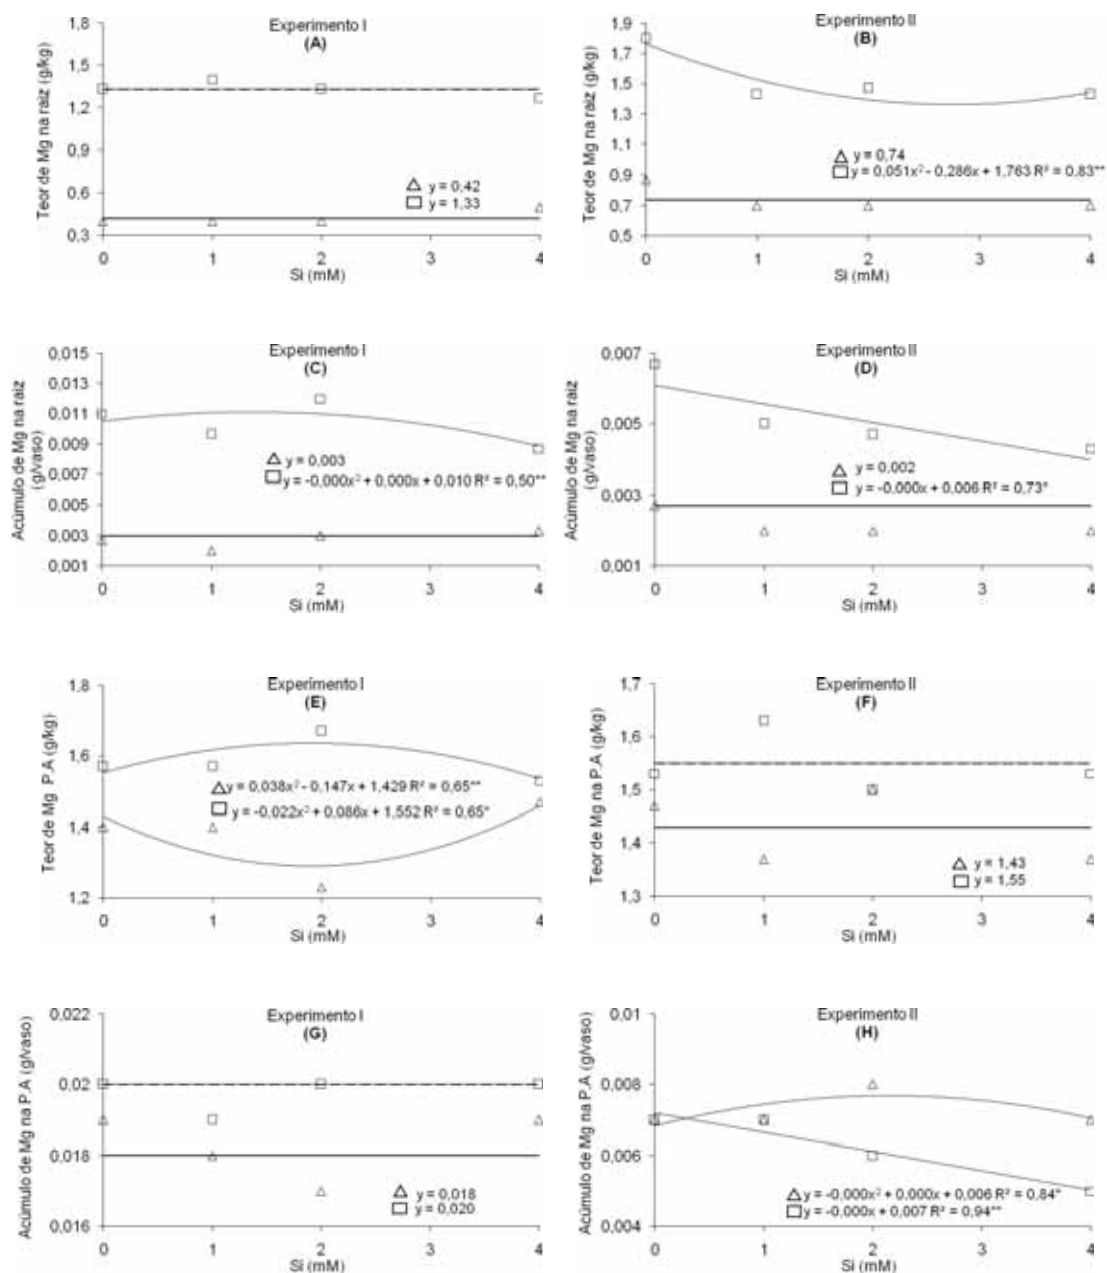 Experimento I
(A)
Teor de Mg na raiz (g/kg)
1,8
1,5
1,2
0,9
0,6
0,3
△ y = 0,42
□ y = 1,33
0 1 2 3 4
Si (mM)
Experimento II
(B)
Teor de Mg na raiz (g/kg)
1,9
1,7
1,5
1,3
1,1
0,9
0,7
0,5
△ y = 0,74
□ y = 0,051x² - 0,286x + 1,763 R² = 0,83**
0 1 2 3 4
Si (mM)
Experimento I
(C)
Acúmulo de Mg na raiz
(g/vaso)
0,015
0,013
0,011
0,009
0,007
0,005
0,003
0,001
△ y = 0,003
□ y = -0,000x² + 0,000x + 0,010 R² = 0,50**
0 1 2 3 4
Si (mM)
Experimento II
(D)
Acúmulo de Mg na raiz
(g/vaso)
0,007
0,005
0,003
0,001
△ y = 0,002
□ y = -0,000x + 0,006 R² = 0,73*
0 1 2 3 4
Si (mM)
Experimento I
(E)
Teor de Mg P.A (g/kg)
1,8
1,6
1,4
1,2
△ y = 0,038x² - 0,147x + 1,429 R² = 0,65**
□ y = -0,022x² + 0,086x + 1,552 R² = 0,65*
0 1 2 3 4
Si (mM)
Experimento II
(F)
Teor de Mg na P.A (g/kg)
1,7
1,6
1,5
1,4
1,3
△ y = 1,43
□ y = 1,55
0 1 2 3 4
Si (mM)
Experimento I
(G)
Acúmulo de Mg na P.A (g/vaso)
0,022
0,02
0,018
0,016
△ y = 0,018
□ y = 0,020
0 1 2 3 4
Si (mM)
Experimento II
(H)
Acúmulo de Mg na P.A (g/vaso)
0,01
0,008
0,006
0,004
△ y = -0,000x² + 0,000x + 0,006 R² = 0,84*
□ y = -0,000x + 0,007 R² = 0,94**
0 1 2 3 4
Si (mM)